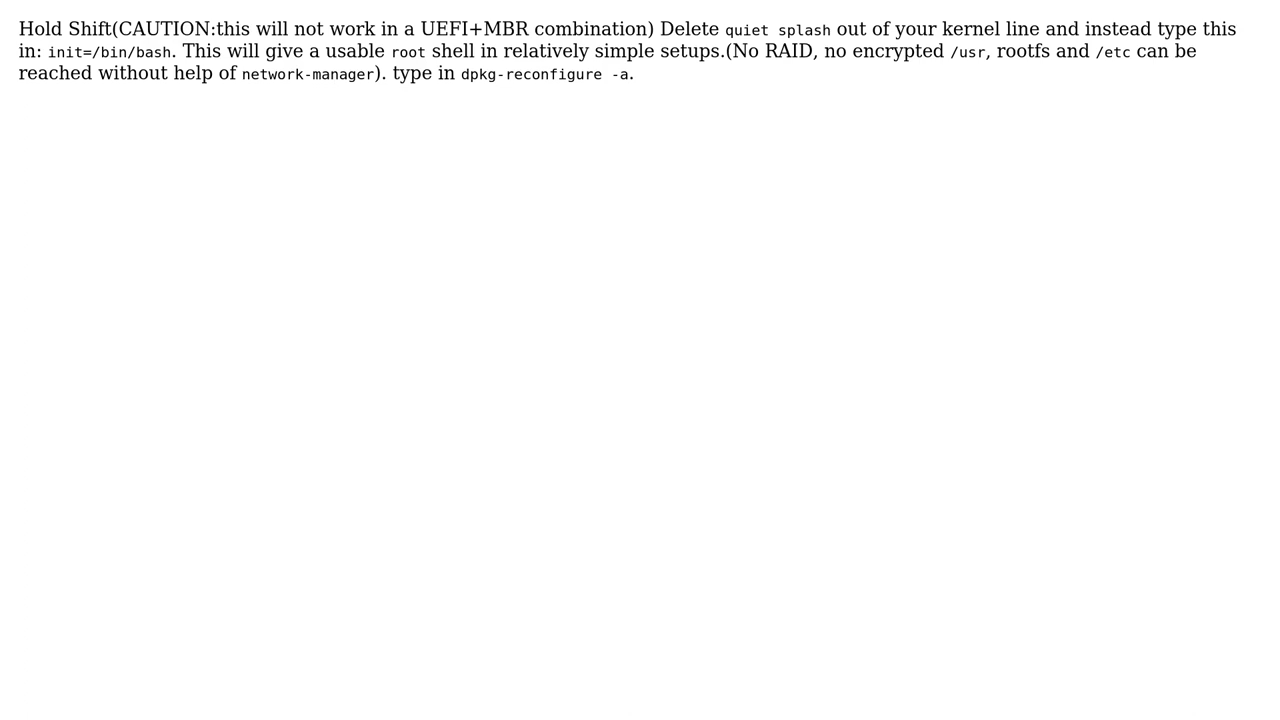 Hold Shift(CAUTION:this will not work in a UEFI+MBR combination) Delete quiet splash out of your kernel line and instead type this
in: init=/bin/bash. This will give a usable root shell in relatively simple setups.(No RAID, no encrypted /usr, rootfs and /etc can be
reached without help of network-manager). type in dpkg-reconfigure -a.